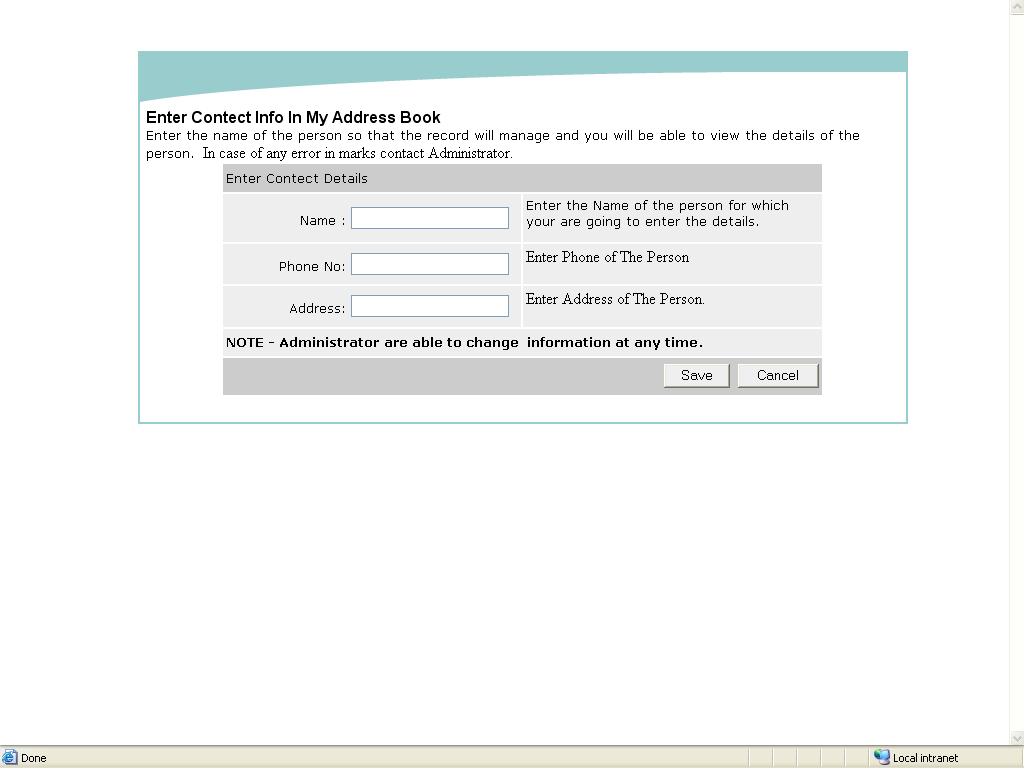 Enter Contect Info In My Address Book
Enter the name of the person so that the record will manage and you will be able to view the details of the
person. In case of any error in marks contact Administrator.
Enter Contect Details
Name :
Enter the Name of the person for which
your are going to enter the details.
Phone No:
Enter Phone of The Person
Address:
Enter Address of The Person.
NOTE - Administrator are able to change information at any time.
Save
Cancel
Done
Local intranet